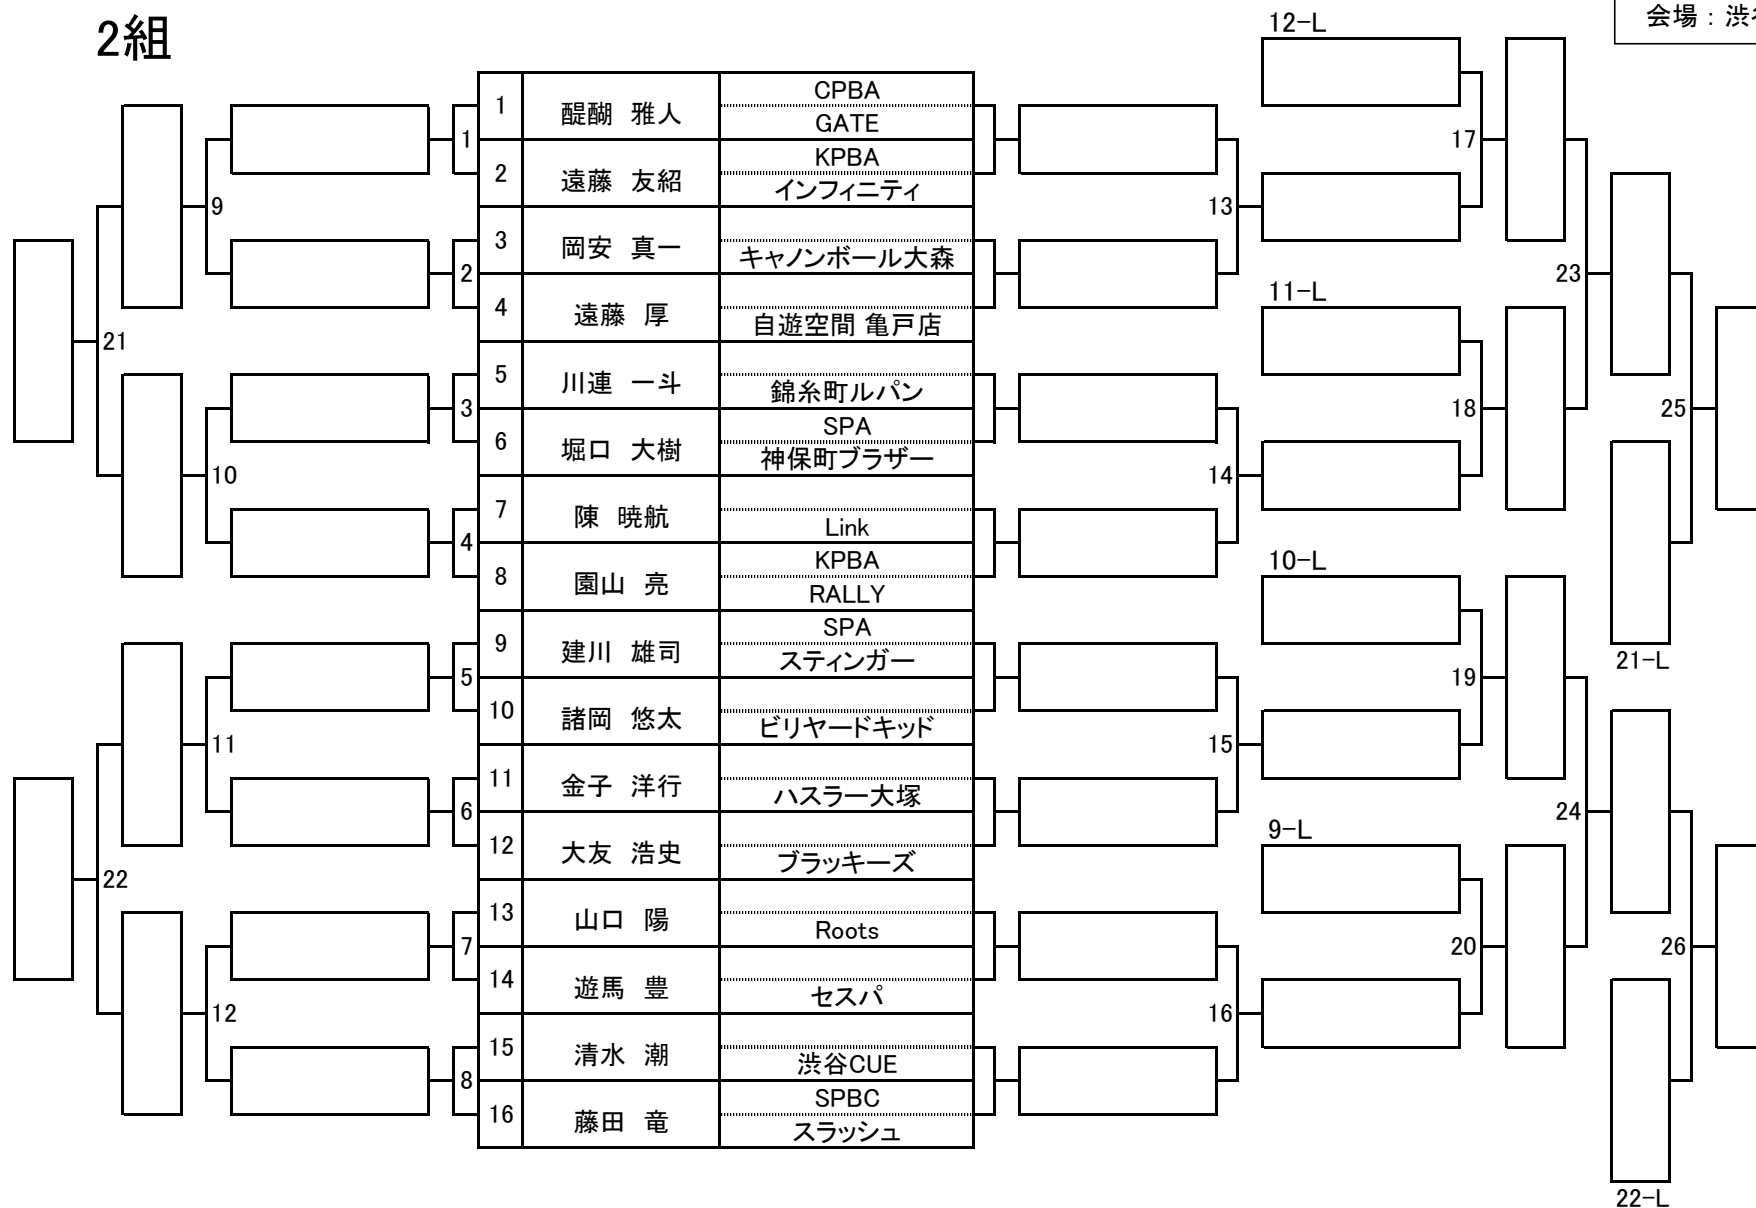 2組
会場：渋谷
1 醍醐 雅人 CPBA
GATE
2 遠藤 友紹 KPBA
インフィニティ
3 岡安 真一 キャノンボール大森
4 遠藤 厚 自遊空間 亀戸店
5 川連 一斗 錦糸町ルパン
6 堀口 大樹 SPA
神保町ブラザー
7 陳 暁航 Link
8 園山 亮 KPBA
RALLY
9 建川 雄司 SPA
スティンガー
10 諸岡 悠太 ビリヤードキッド
11 金子 洋行 ハスラー大塚
12 大友 浩史 ブラッキーズ
13 山口 陽 Roots
14 遊馬 豊 セスパ
15 清水 潮 渋谷CUE
16 藤田 竜 SPBC
スラッシュ
1
2
3
4
5
6
7
8
9
10
11
12
21
22
13
14
15
16
12-L
11-L
10-L
9-L
17
18
19
20
23
24
21-L
22-L
25
26